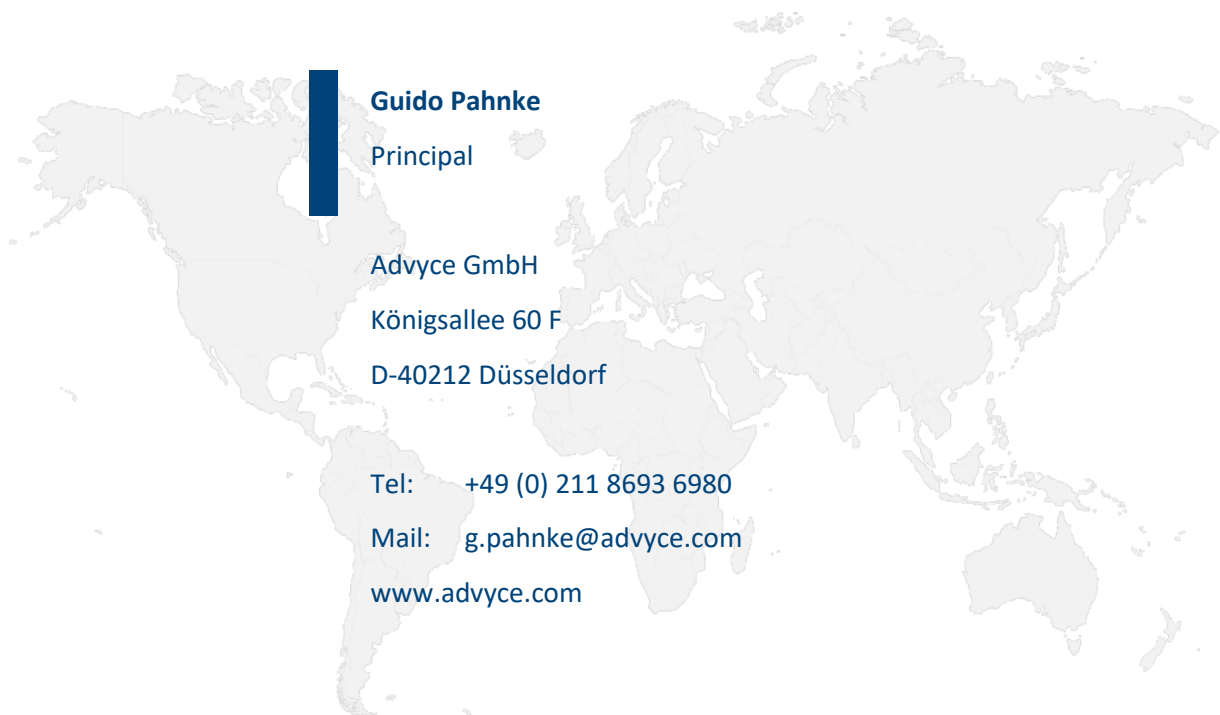 Guido Pahnke
Principal
Advyce GmbH
Königsallee 60 F
D-40212 Düsseldorf
Tel: +49 (0) 211 8693 6980
Mail: g.pahnke@advyce.com
www.advyce.com